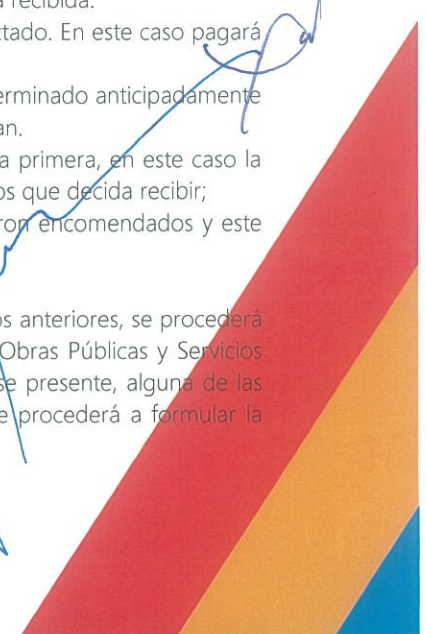 recibida.
tado. En este caso pagará
erminado anticipadamente
an.
a primera, en este caso la
os que decida recibir;
ron encomendados y este
os anteriores, se procederá
Obras Públicas y Servicios
se presente, alguna de las
e procederá a formular la